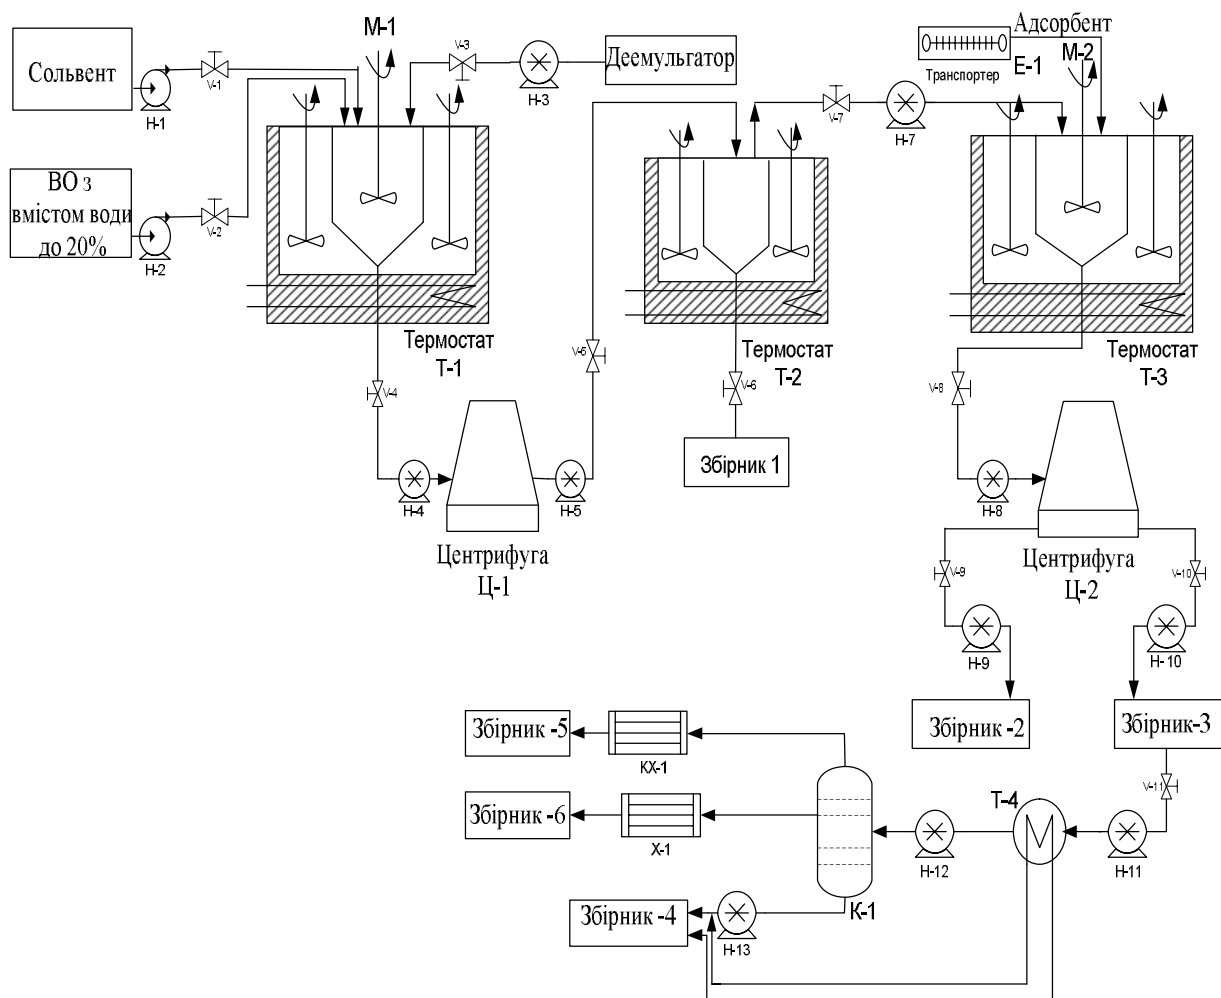 М-1
Сольвент
V-1
Н-1
V-3
Н-3
Деемульгатор
Адсорбент
Е-1
М-2
Транспортер
V-7
Н-7
ВО з
вмістом води
до 20%
V-2
Н-2
Термостат
Т-1
V-4
V-5
Термостат
Т-2
V-6
Термостат
Т-3
V-8
Збірник 1
Н-4
Н-5
Н-8
Центрифуга
Ц-1
Центрифуга
Ц-2
V-9
V-10
Н-9
Н-10
Збірник -5
КХ-1
Збірник -2
Збірник-3
V-11
Т-4
Збірник -6
Х-1
Н-12
Н-11
К-1
Збірник -4
Н-13